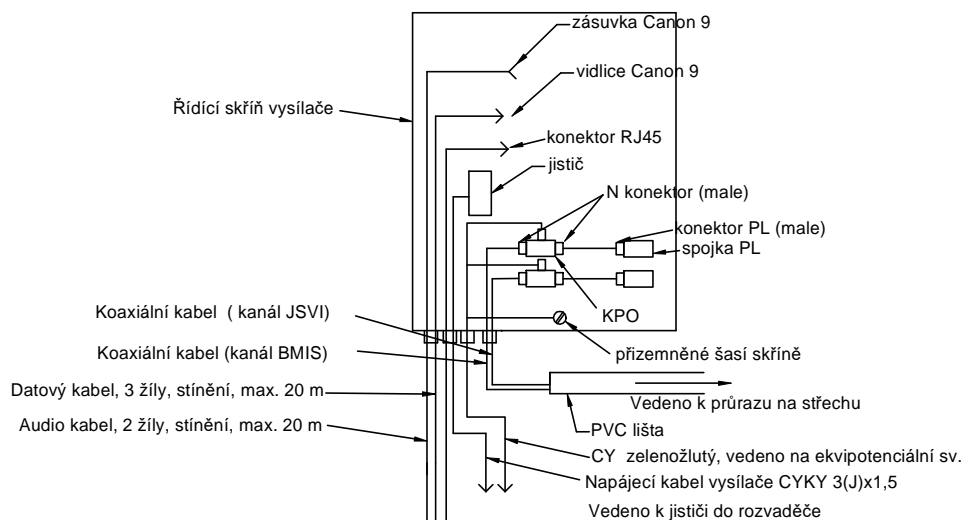 zásuvka Canon 9
vidlice Canon 9
Řídící skříň vysílače
konektor RJ45
jistič
N konektor (male)
konektor PL (male)
spojka PL
KPO
Koaxiální kabel ( kanál JSVI)
přizemněné šasí skříně
Koaxiální kabel (kanál BMIS)
Datový kabel, 3 žíly, stínění, max. 20 m
Vedeno k průrazu na střechu
Audio kabel, 2 žíly, stínění, max. 20 m
PVC lišta
CY zelenožlutý, vedeno na ekvipotenciální sv.
Napájecí kabel vysílače CYKY 3(J)x1,5
Vedeno k jističi do rozvaděče